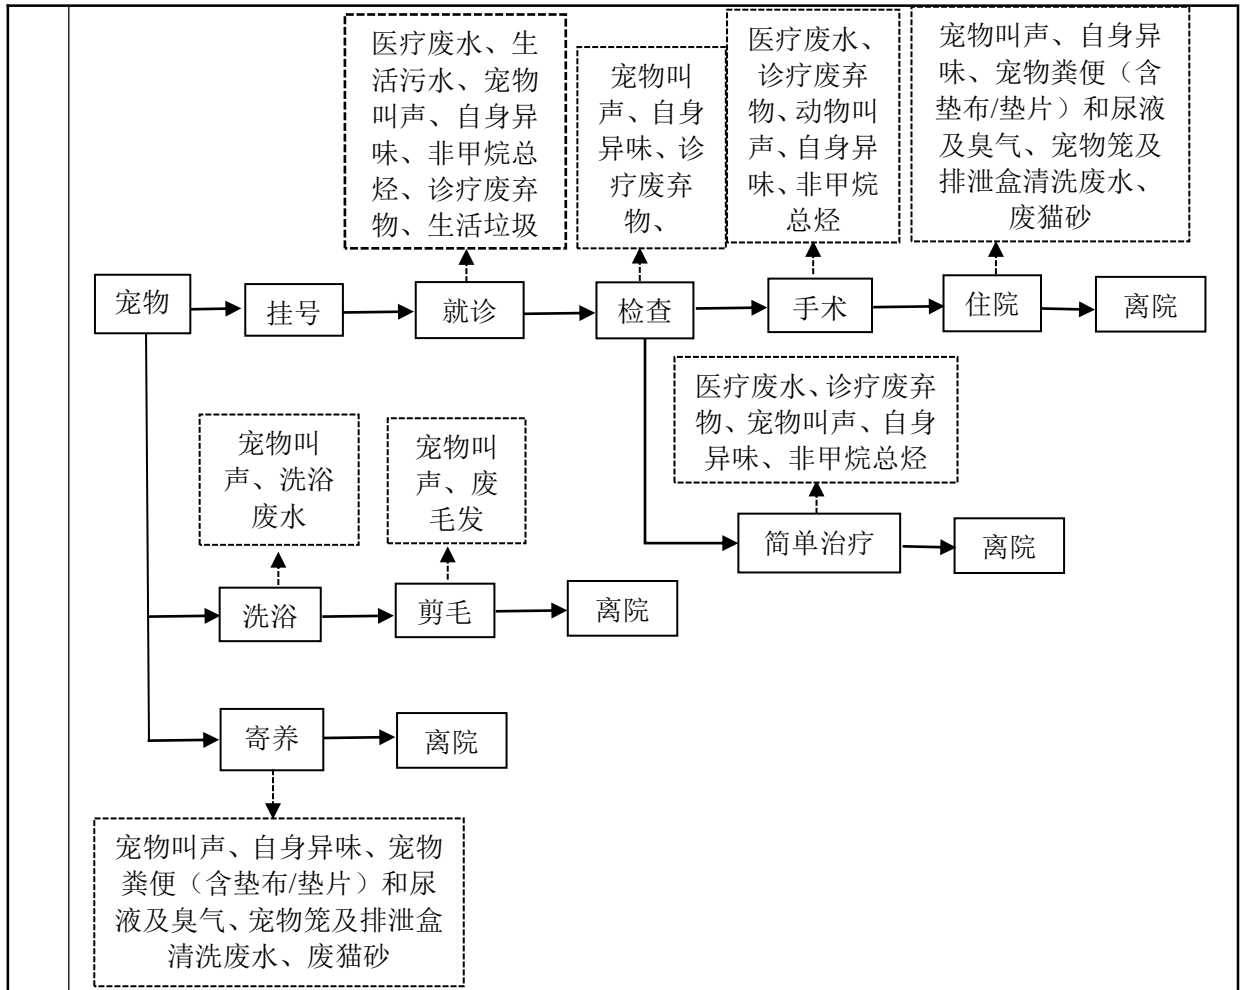 医疗废水、生
活污水、宠物
叫声、自身异
味、非甲烷总
烃、诊疗废弃
物、生活垃圾
宠物叫
声、自身
异味、诊
疗废弃
物、
医疗废水、
诊疗废弃
物、动物叫
声、自身异
味、非甲烷
总烃
宠物叫声、自身异
味、宠物粪便（含
垫布/垫片）和尿液
及臭气、宠物笼及
排泄盒清洗废水、
废猫砂
宠物
挂号
就诊
检查
手术
住院
离院
医疗废水、诊疗废弃
物、宠物叫声、自身
异味、非甲烷总烃
简单治疗
离院
宠物叫
声、洗浴
废水
宠物叫
声、废
毛发
洗浴
剪毛
离院
寄养
离院
宠物叫声、自身异味、宠物
粪便（含垫布/垫片）和尿
液及臭气、宠物笼及排泄盒
清洗废水、废猫砂